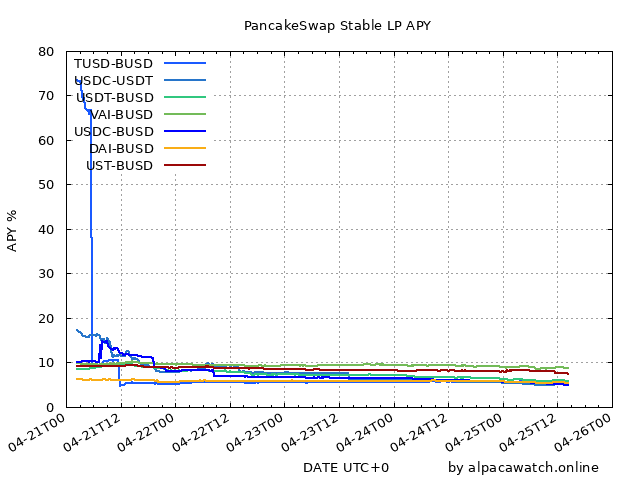 PancakeSwap Stable LP APY
80
70
60
50
40
30
20
10
0
APY %
TUSD-BUSD
USDC-USDT
USDT-BUSD
VAI-BUSD
USDC-BUSD
DAI-BUSD
UST-BUSD
04-21T00
04-21T12
04-22T00
04-22T12
04-23T00
04-23T12
04-24T00
04-24T12
04-25T00
04-25T12
04-26T00
DATE UTC+0
by alpacawatch.online